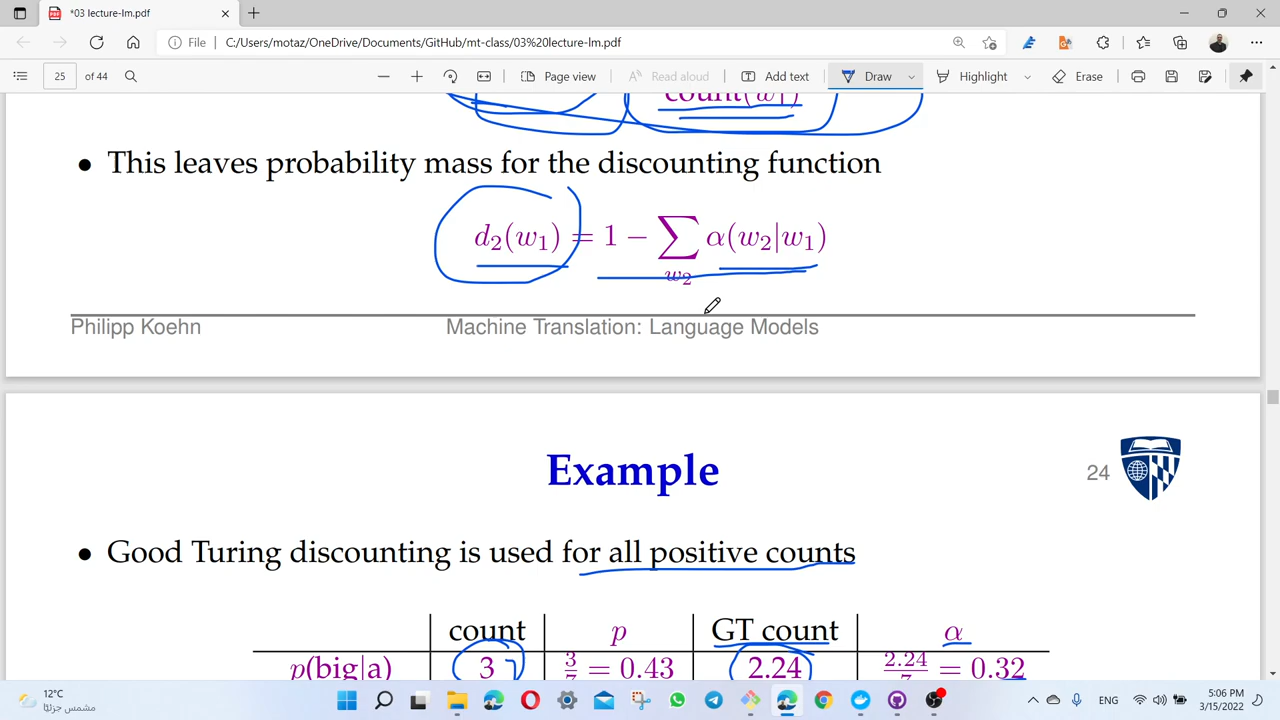 *03 lecture-lm.pdf
File C:/Users/motaz/OneDrive/Documents/GitHub/mt-class/03%20lecture-lm.pdf
25 of 44 Page view Read aloud Add text Draw Highlight Erase
count(w1)
• This leaves probability mass for the discounting function
d₂(w₁) = 1 − ∑ α(w₂|w₁)
w₂
Philipp Koehn Machine Translation: Language Models
Example
24
• Good Turing discounting is used for all positive counts
count p GT count α
p(big|a) 3 3/7 = 0.43 2.24 2.24/7 = 0.32
12°C
مشمس جزئيًا
ENG
5:06 PM
3/15/2022